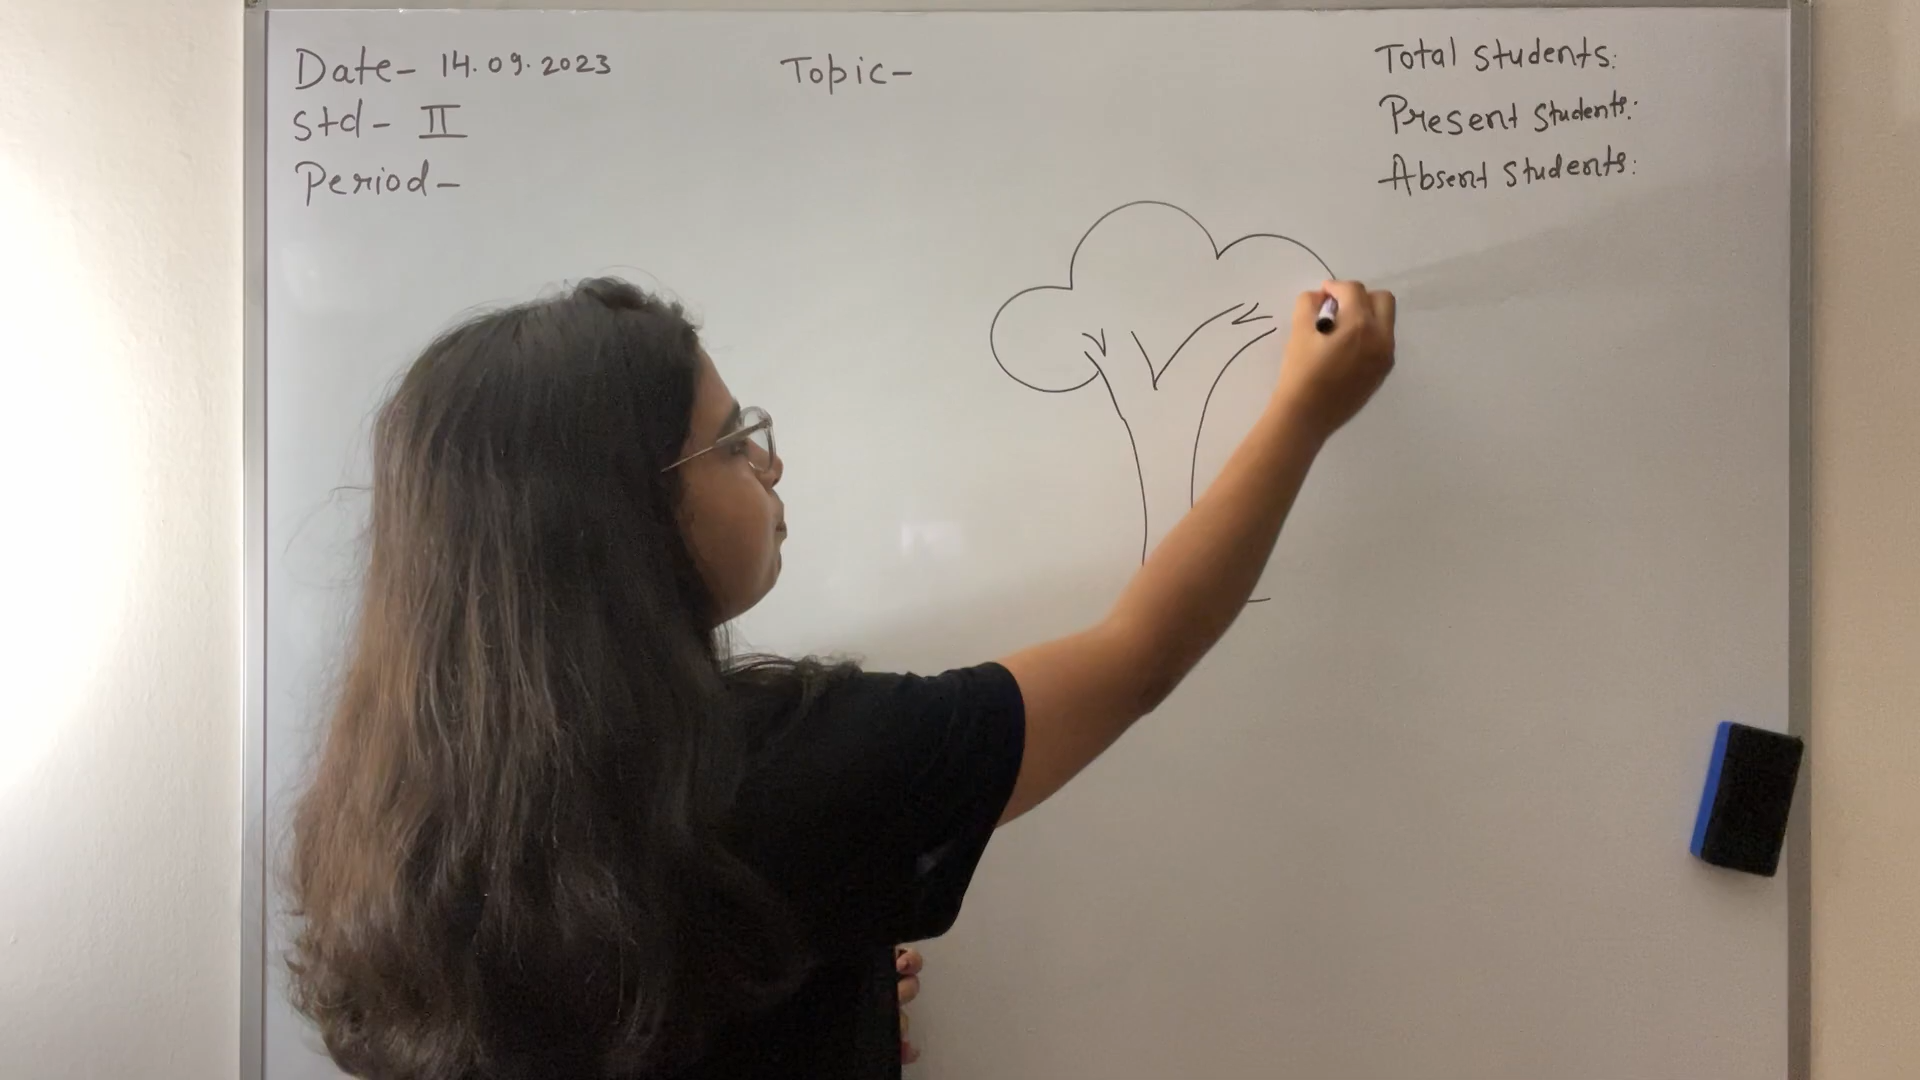 Date- 14.09.2023
Std- II
Period-
Topic-
Total Students:
Present Students:
Absent Students: